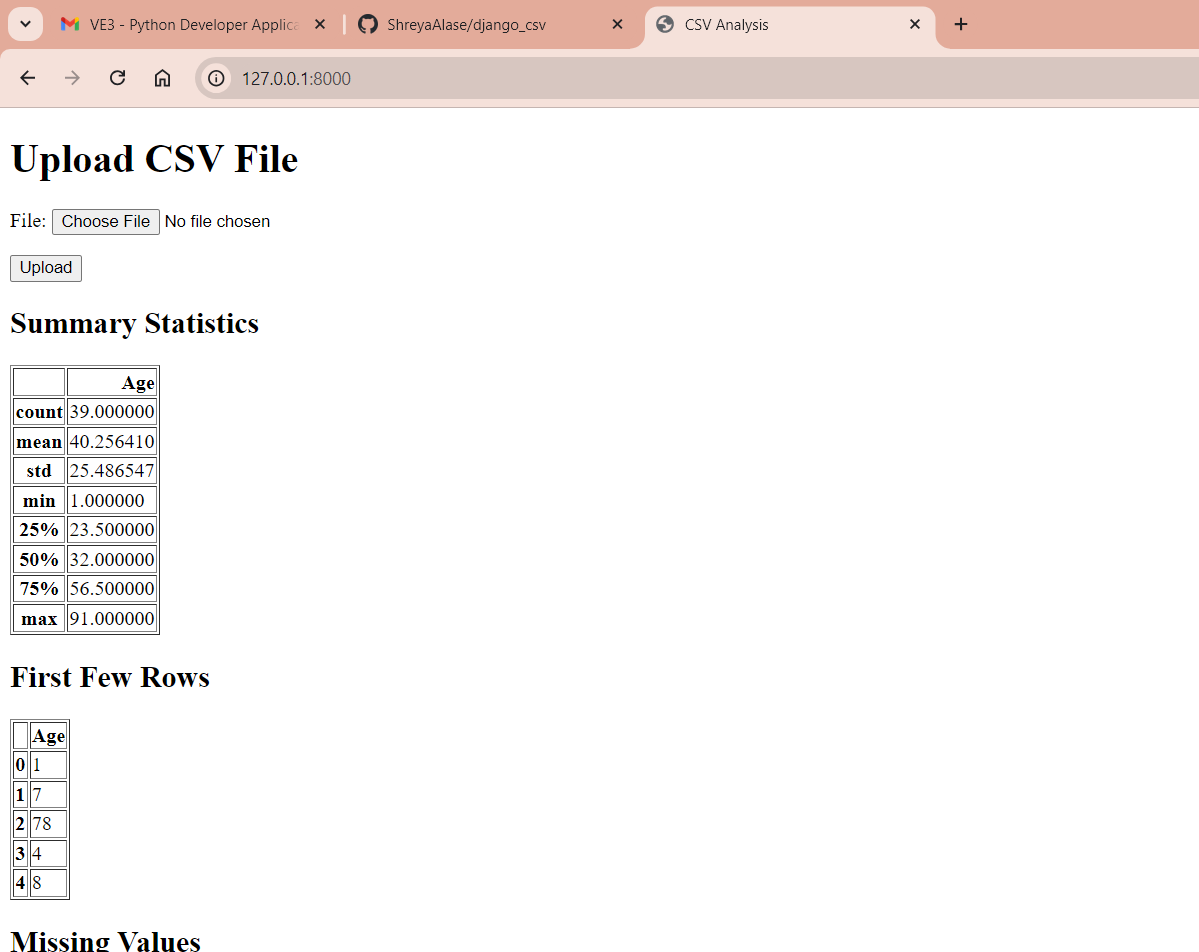 VE3 - Python Developer Applica
ShreyaAlase/django_csv
CSV Analysis
127.0.0.1:8000
Upload CSV File
File: Choose File No file chosen
Upload
Summary Statistics
Age
count 39.000000
mean 40.256410
std 25.486547
min 1.000000
25% 23.500000
50% 32.000000
75% 56.500000
max 91.000000
First Few Rows
Age
0 1
1 7
2 78
3 4
4 8
Missing Values